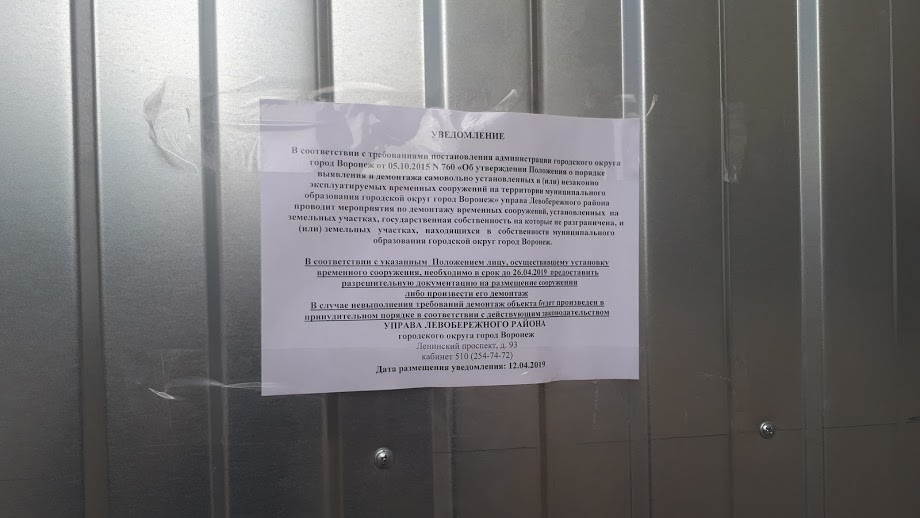 УВЕДОМЛЕНИЕ
В соответствии с требованиями постановления администрации городского округа
город Воронеж от 05.10.2015 N 760 «Об утверждении Положения о порядке
выявления и демонтажа самовольно установленных и (или) незаконно
эксплуатируемых временных сооружений на территории муниципального
образования городской округ город Воронеж» управа Левобережного района
проводит мероприятия по демонтажу временных сооружений, установленных на
земельных участках, государственная собственность на которые не разграничена, и
(или) земельных участках, находящихся в собственности муниципального
образования городской округ город Воронеж.
В соответствии с указанным Положением лицу, осуществившему установку
временного сооружения, необходимо в срок до 26.04.2019 предоставить
разрешительную документацию на размещение сооружения
либо произвести его демонтаж
В случае невыполнения требований демонтаж объекта будет произведен в
принудительном порядке в соответствии с действующим законодательством
УПРАВА ЛЕВОБЕРЕЖНОГО РАЙОНА
городского округа город Воронеж
Ленинский проспект, д. 93
кабинет 510 (254-74-72)
Дата размещения уведомления: 12.04.2019